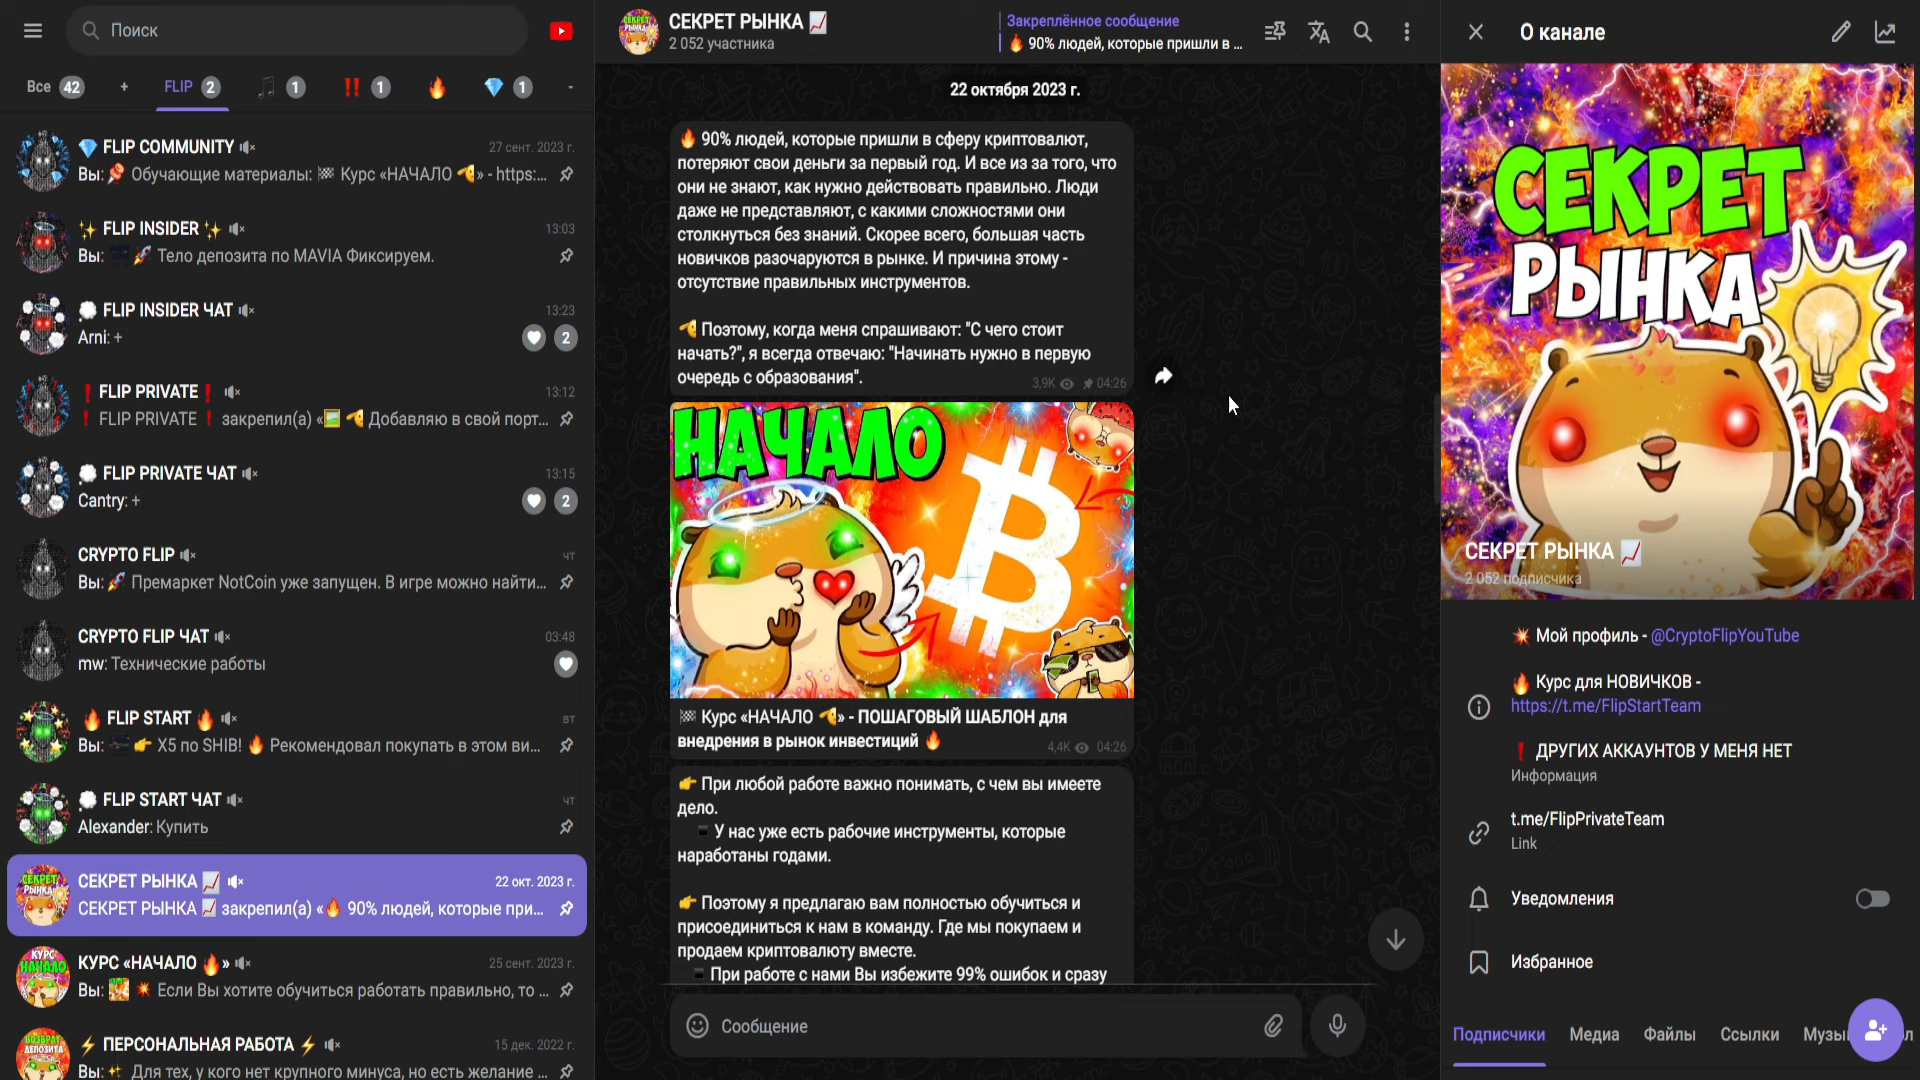 Поиск
Все 42
+
FLIP 2
1
1
1
FLIP COMMUNITY
27 сент. 2023 г.
Вы: Обучающие материалы: Курс «НАЧАЛО » - https:...
FLIP INSIDER
13:03
Вы: Тело депозита по MAVIA Фиксируем.
FLIP INSIDER ЧАТ
13:23
Arni: +
2
FLIP PRIVATE
13:12
FLIP PRIVATE закрепил(а) « Добавляю в свой порт...
FLIP PRIVATE ЧАТ
13:15
Cantry: +
2
CRYPTO FLIP
чт
Вы: Премаркет NotCoin уже запущен. В игре можно найти...
CRYPTO FLIP ЧАТ
03:48
mw: Технические работы
FLIP START
вт
Вы: X5 по SHIB! Рекомендовал покупать в этом ви...
FLIP START ЧАТ
чт
Alexander: Купить
СЕКРЕТ РЫНКА
22 окт. 2023 г.
СЕКРЕТ РЫНКА закрепил(а) « 90% людей, которые при...
КУРС «НАЧАЛО »
25 сент. 2023 г.
Вы: Если Вы хотите обучиться работать правильно, то ...
ПЕРСОНАЛЬНАЯ РАБОТА
15 дек. 2022 г.
Вы: Для тех, у кого нет крупного минуса, но есть желание ...
СЕКРЕТ РЫНКА
2 052 участника
Закреплённое сообщение
90% людей, которые пришли в ...
22 октября 2023 г.
90% людей, которые пришли в сферу криптовалют,
потеряют свои деньги за первый год. И все из за того, что
они не знают, как нужно действовать правильно. Люди
даже не представляют, с какими сложностями они
столкнуться без знаний. Скорее всего, большая часть
новичков разочаруются в рынке. И причина этому -
отсутствие правильных инструментов.
Поэтому, когда меня спрашивают: "С чего стоит
начать?", я всегда отвечаю: "Начинать нужно в первую
очередь с образования".
3,9K 04:26
НАЧАЛО
Курс «НАЧАЛО » - ПОШАГОВЫЙ ШАБЛОН для
внедрения в рынок инвестиций
4,4K 04:26
При любой работе важно понимать, с чем вы имеете
дело.
У нас уже есть рабочие инструменты, которые
наработаны годами.
Поэтому я предлагаю вам полностью обучиться и
присоединиться к нам в команду. Где мы покупаем и
продаем криптовалюту вместе.
При работе с нами Вы избежите 99% ошибок и сразу
Сообщение
О канале
СЕКРЕТ
РЫНКА
СЕКРЕТ РЫНКА
2 052 подписчика
Мой профиль - @CryptoFlipYouTube
Курс для НОВИЧКОВ -
https://t.me/FlipStartTeam
ДРУГИХ АККАУНТОВ У МЕНЯ НЕТ
Информация
t.me/FlipPrivateTeam
Link
Уведомления
Избранное
Подписчики Медиа Файлы Ссылки